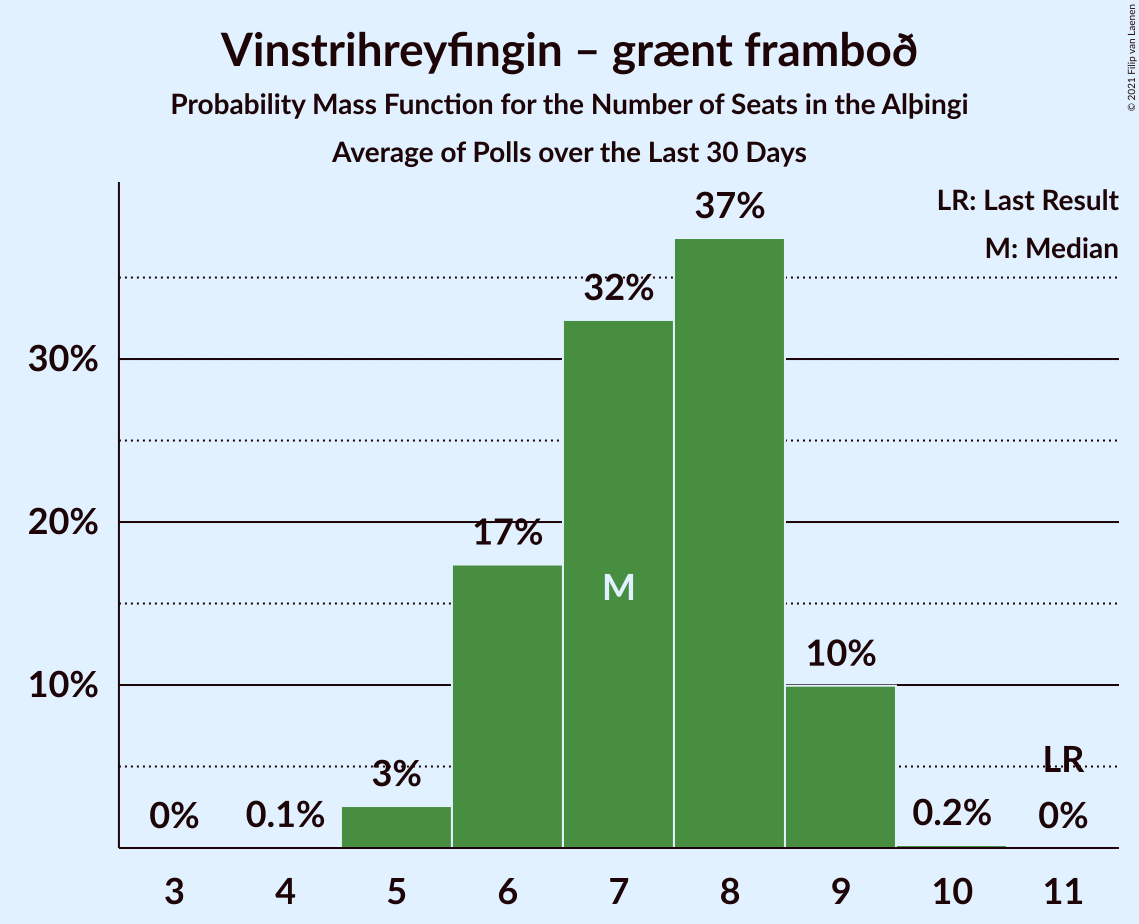 Vinstrihreyfingin – grænt framboð
Probability Mass Function for the Number of Seats in the Alþingi
Average of Polls over the Last 30 Days
© 2021 Filip van Laenen
LR: Last Result
M: Median
37%
32%
30%
20%
17%
M
10%
10%
LR
3%
0%
0.1%
0.2%
0%
3 4 5 6 7 8 9 10 11